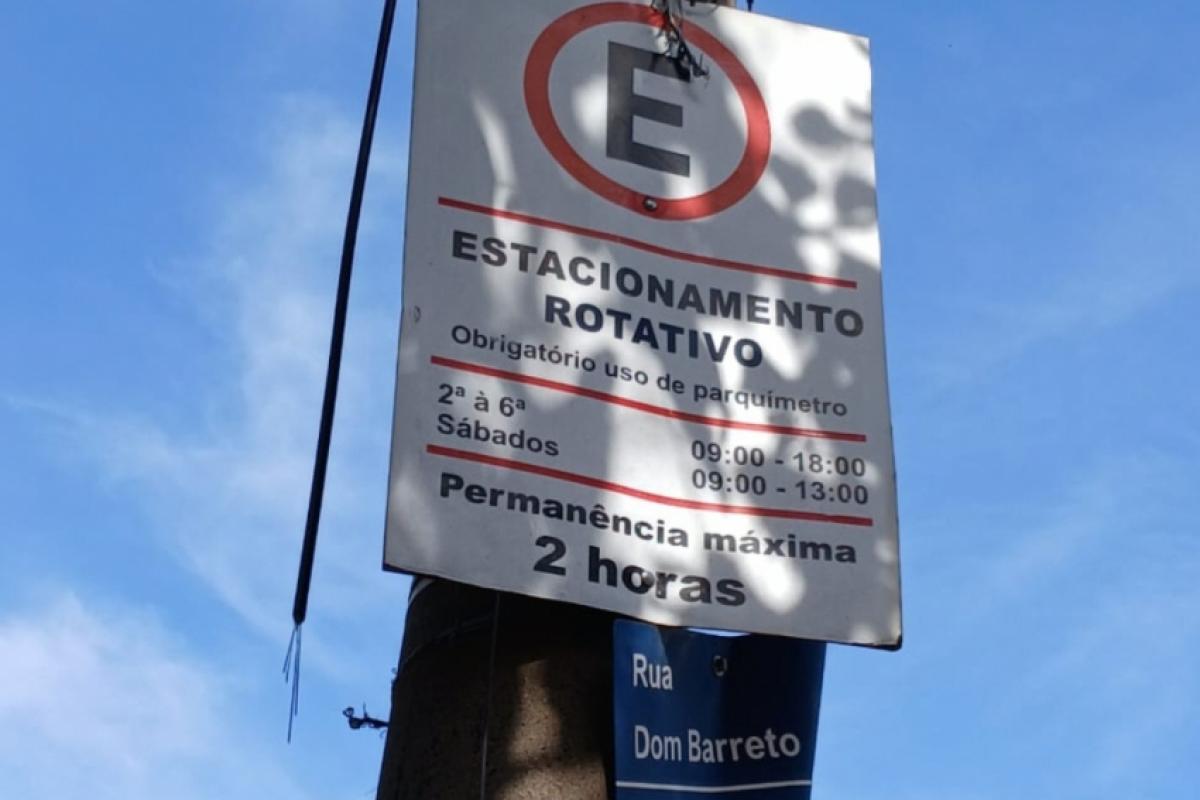 E
ESTACIONAMENTO
ROTATIVO
Obrigatório uso de parquímetro
2ª à 6ª 09:00 - 18:00
Sábados 09:00 - 13:00
Permanência máxima
2 horas
Rua
Dom Barreto